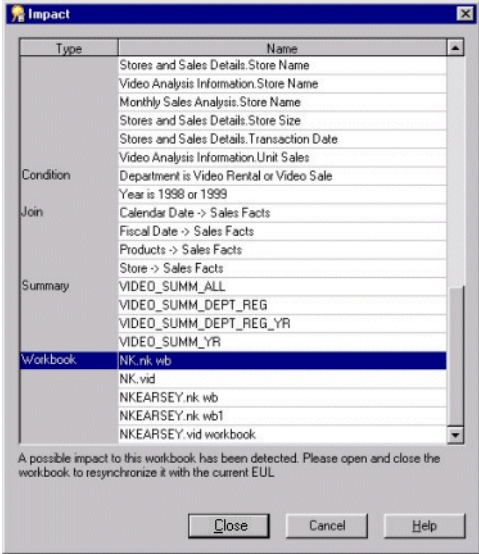 Impact
Type Name
Stores and Sales Details.Store Name
Video Analysis Information.Store Name
Monthly Sales Analysis.Store Name
Stores and Sales Details.Store Size
Stores and Sales Details.Transaction Date
Video Analysis Information.Unit Sales
Condition Department is Video Rental or Video Sale
Year is 1998 or 1999
Join Calendar Date -> Sales Facts
Fiscal Date -> Sales Facts
Products -> Sales Facts
Store -> Sales Facts
Summary VIDEO_SUMM_ALL
VIDEO_SUMM_DEPT_REG
VIDEO_SUMM_DEPT_REG_YR
VIDEO_SUMM_YR
Workbook NK.nk wb
NK.vid
NKEARSEY.nk wb
NKEARSEY.nk wb1
NKEARSEY.vid workbook
A possible impact to this workbook has been detected. Please open and close the
workbook to resynchronize it with the current EUL
Close Cancel Help